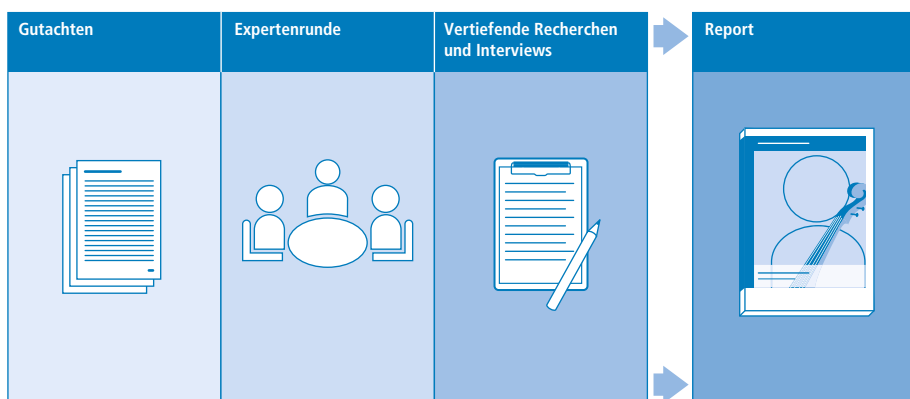 Gutachten
Expertenrunde
Vertiefende Recherchen
und Interviews
Report